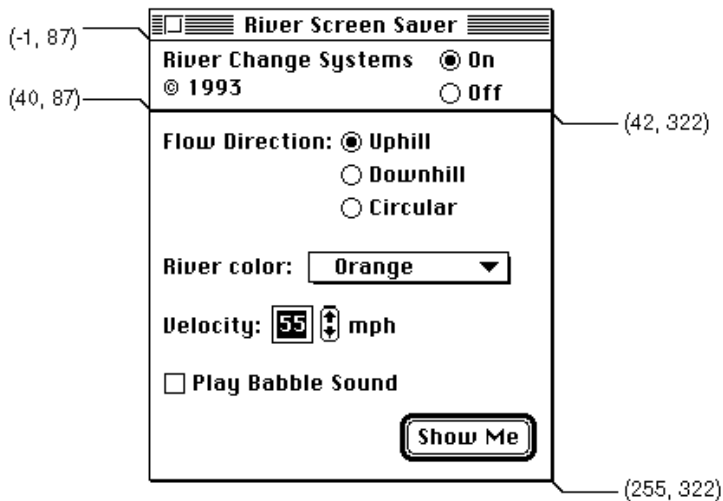 River Screen Saver
(-1, 87)
River Change Systems On
© 1993 Off
(40, 87)
(42, 322)
Flow Direction: Uphill
Downhill
Circular
River color: Orange
Velocity: 55 mph
Play Babble Sound
Show Me
(255, 322)